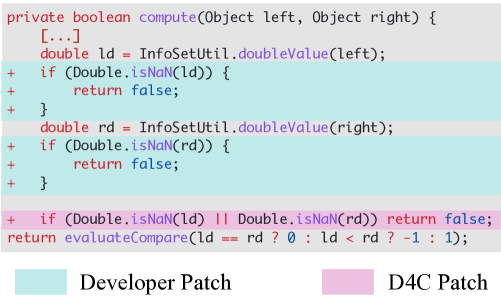 private boolean compute(Object left, Object right) {
    [...]
    double ld = InfoSetUtil.doubleValue(left);
+   if (Double.isNaN(ld)) {
+       return false;
+   }
    double rd = InfoSetUtil.doubleValue(right);
+   if (Double.isNaN(rd)) {
+       return false;
+   }
+   if (Double.isNaN(ld) || Double.isNaN(rd)) return false;
return evaluateCompare(ld == rd ? 0 : ld < rd ? -1 : 1);
Developer Patch
D4C Patch